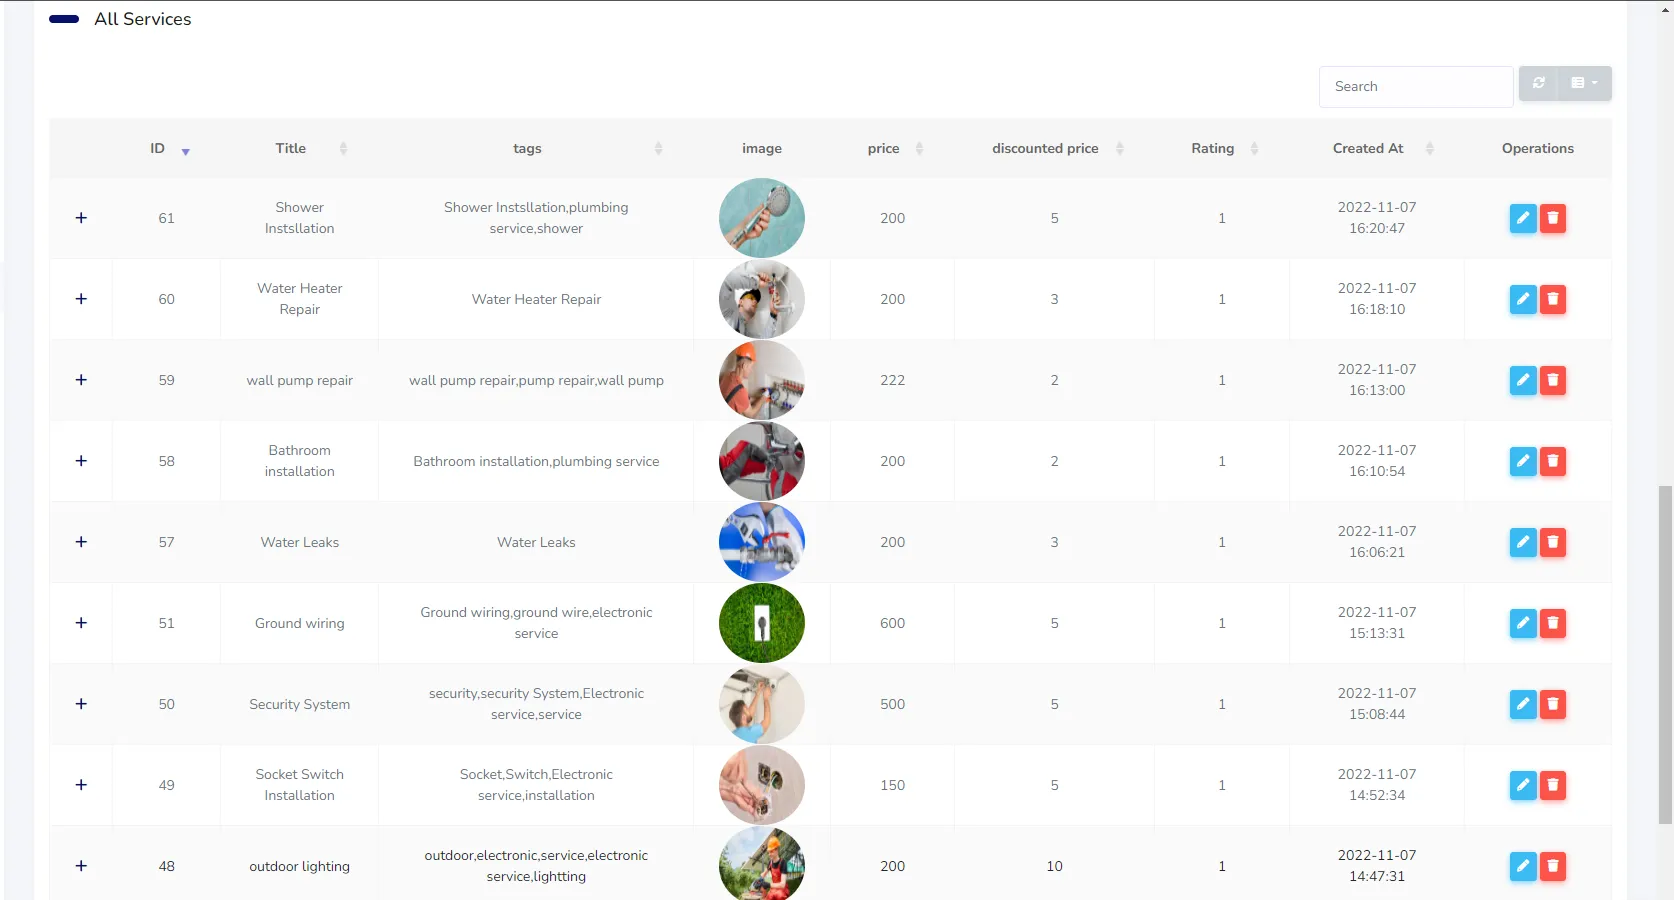 All Services
Search
ID Title tags image price discounted price Rating Created At Operations
+ 61 Shower Instsllation,plumbing 200 5 1 2022-11-07
Shower
Instsllation service,shower 16:20:47
+ 60 Water Heater Water Heater Repair 200 3 1 2022-11-07
Repair 16:18:10
+ 59 wall pump repair wall pump repair,pump repair,wall pump 222 2 1 2022-11-07
16:13:00
+ 58 Bathroom Bathroom installation,plumbing service 200 2 1 2022-11-07
installation 16:10:54
+ 57 Water Leaks Water Leaks 200 3 1 2022-11-07
16:06:21
+ 51 Ground wiring Ground wiring,ground wire,electronic 600 5 1 2022-11-07
service 15:13:31
+ 50 Security System security,security System,Electronic 500 5 1 2022-11-07
service,service 15:08:44
+ 49 Socket Switch Socket,Switch,Electronic 150 5 1 2022-11-07
Installation service,installation 14:52:34
+ 48 outdoor lighting outdoor,electronic,service,electronic 200 10 1 2022-11-07
service,lightting 14:47:31